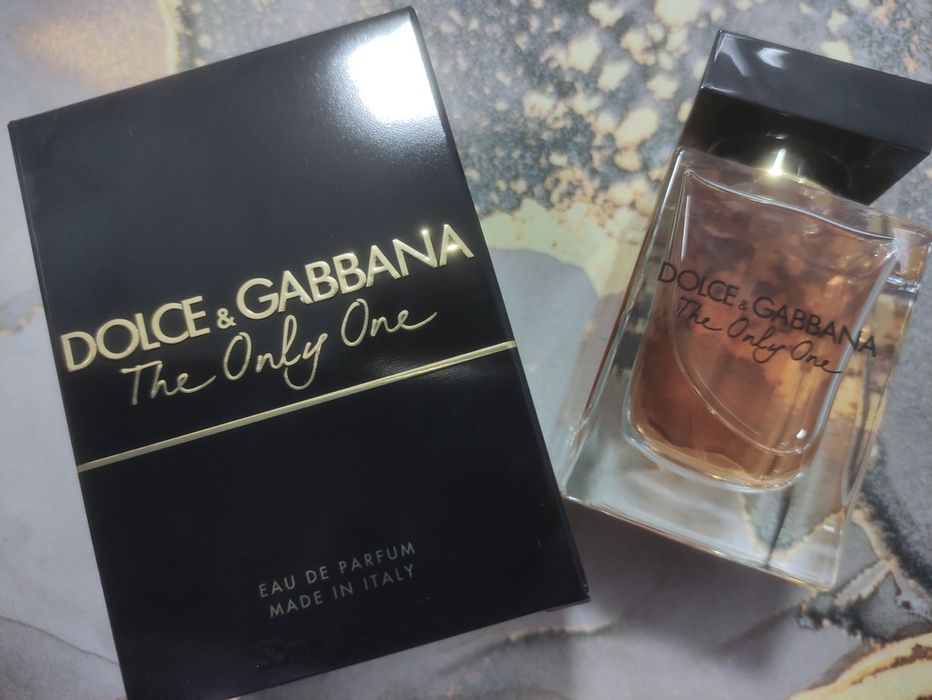 DOLCE & GABBANA
The Only One
EAU DE PARFUM
MADE IN ITALY
DOLCE & GABBANA
The Only One